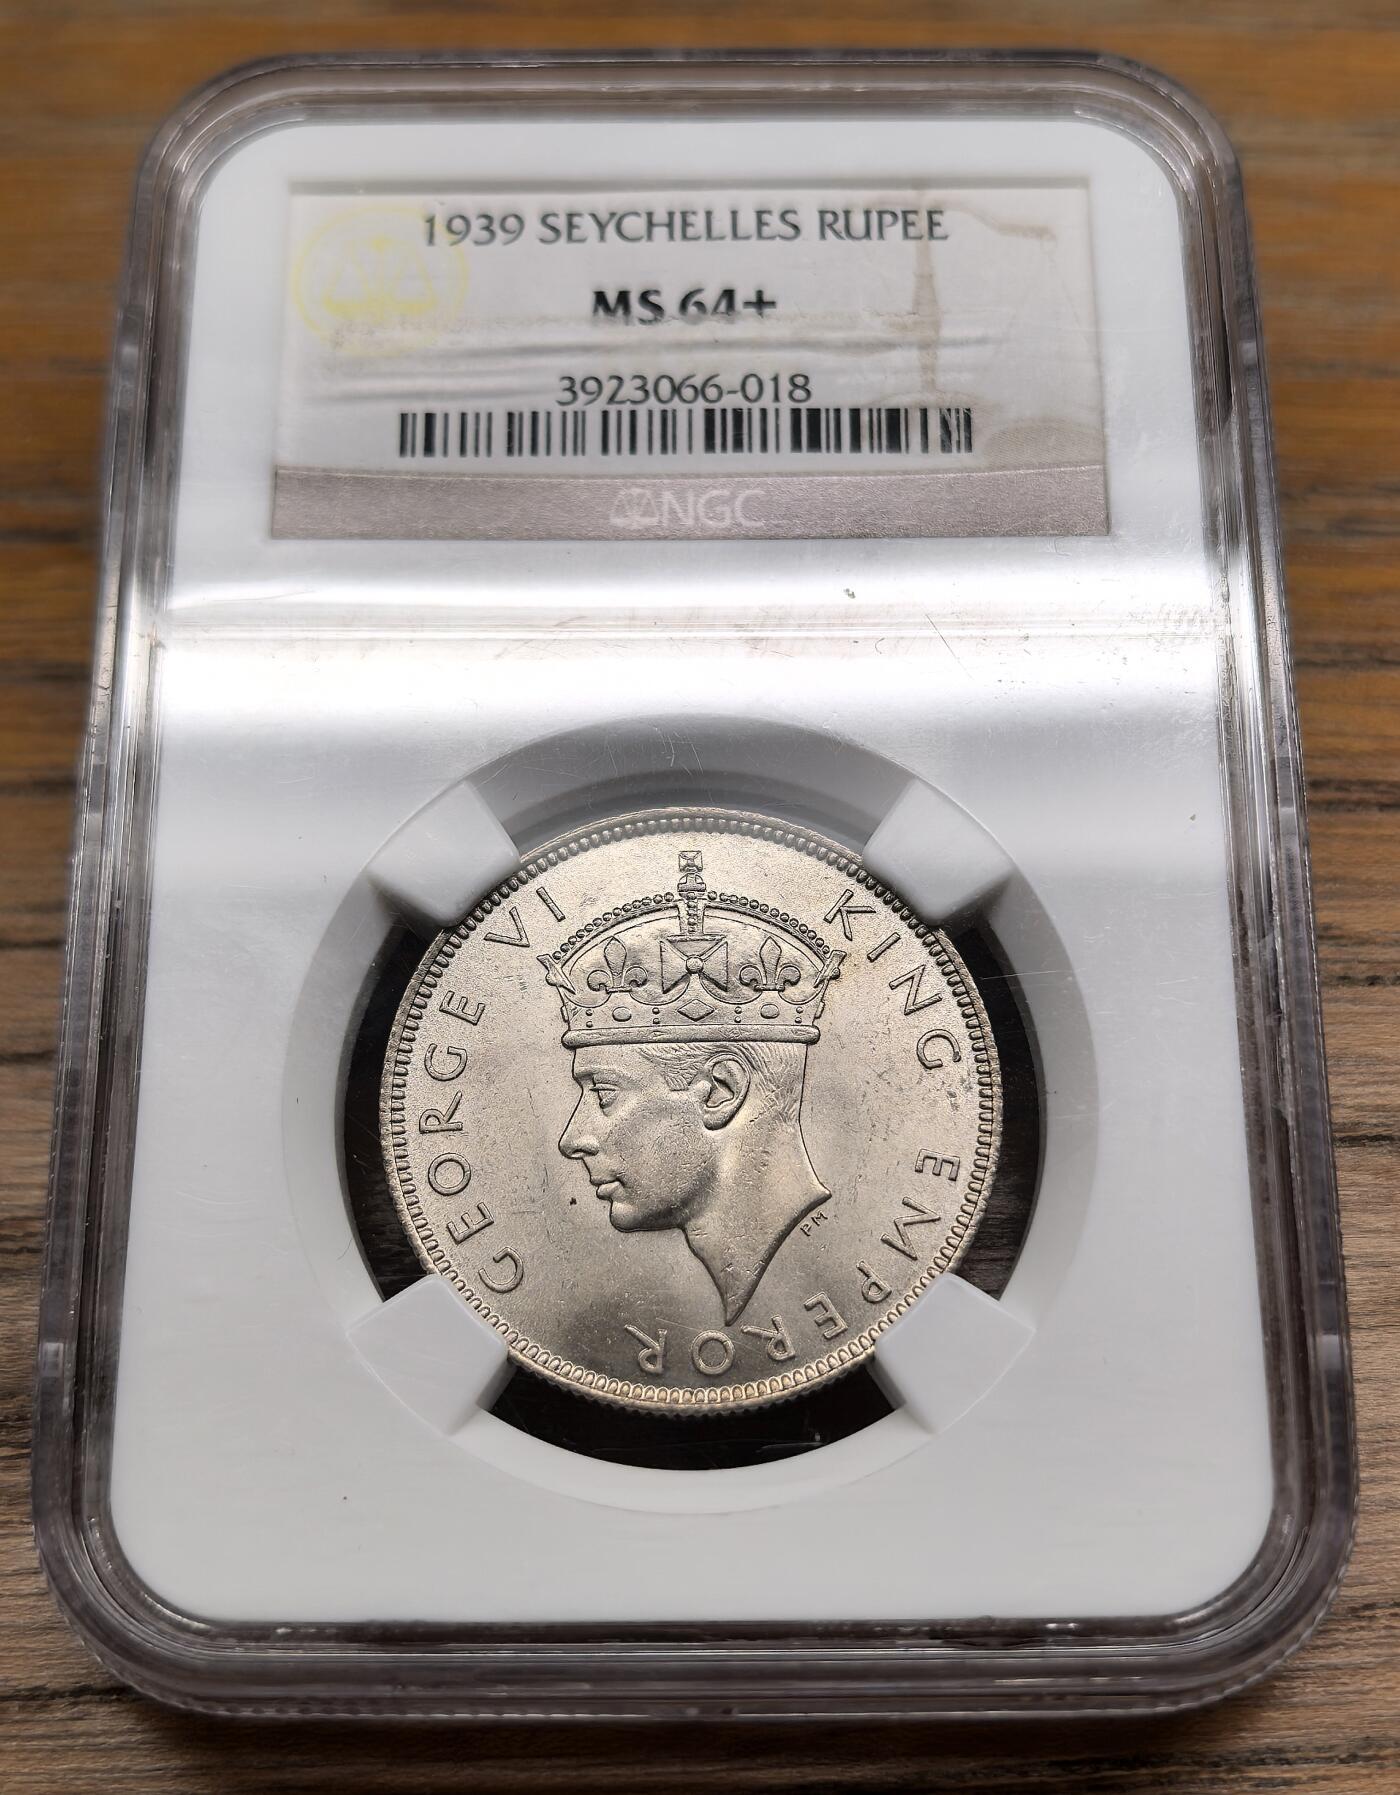 1939 SEYCHELLES RUPEE
MS 64+
3923066-018
NGC
GEORGE VI KING EMPEROR
PM